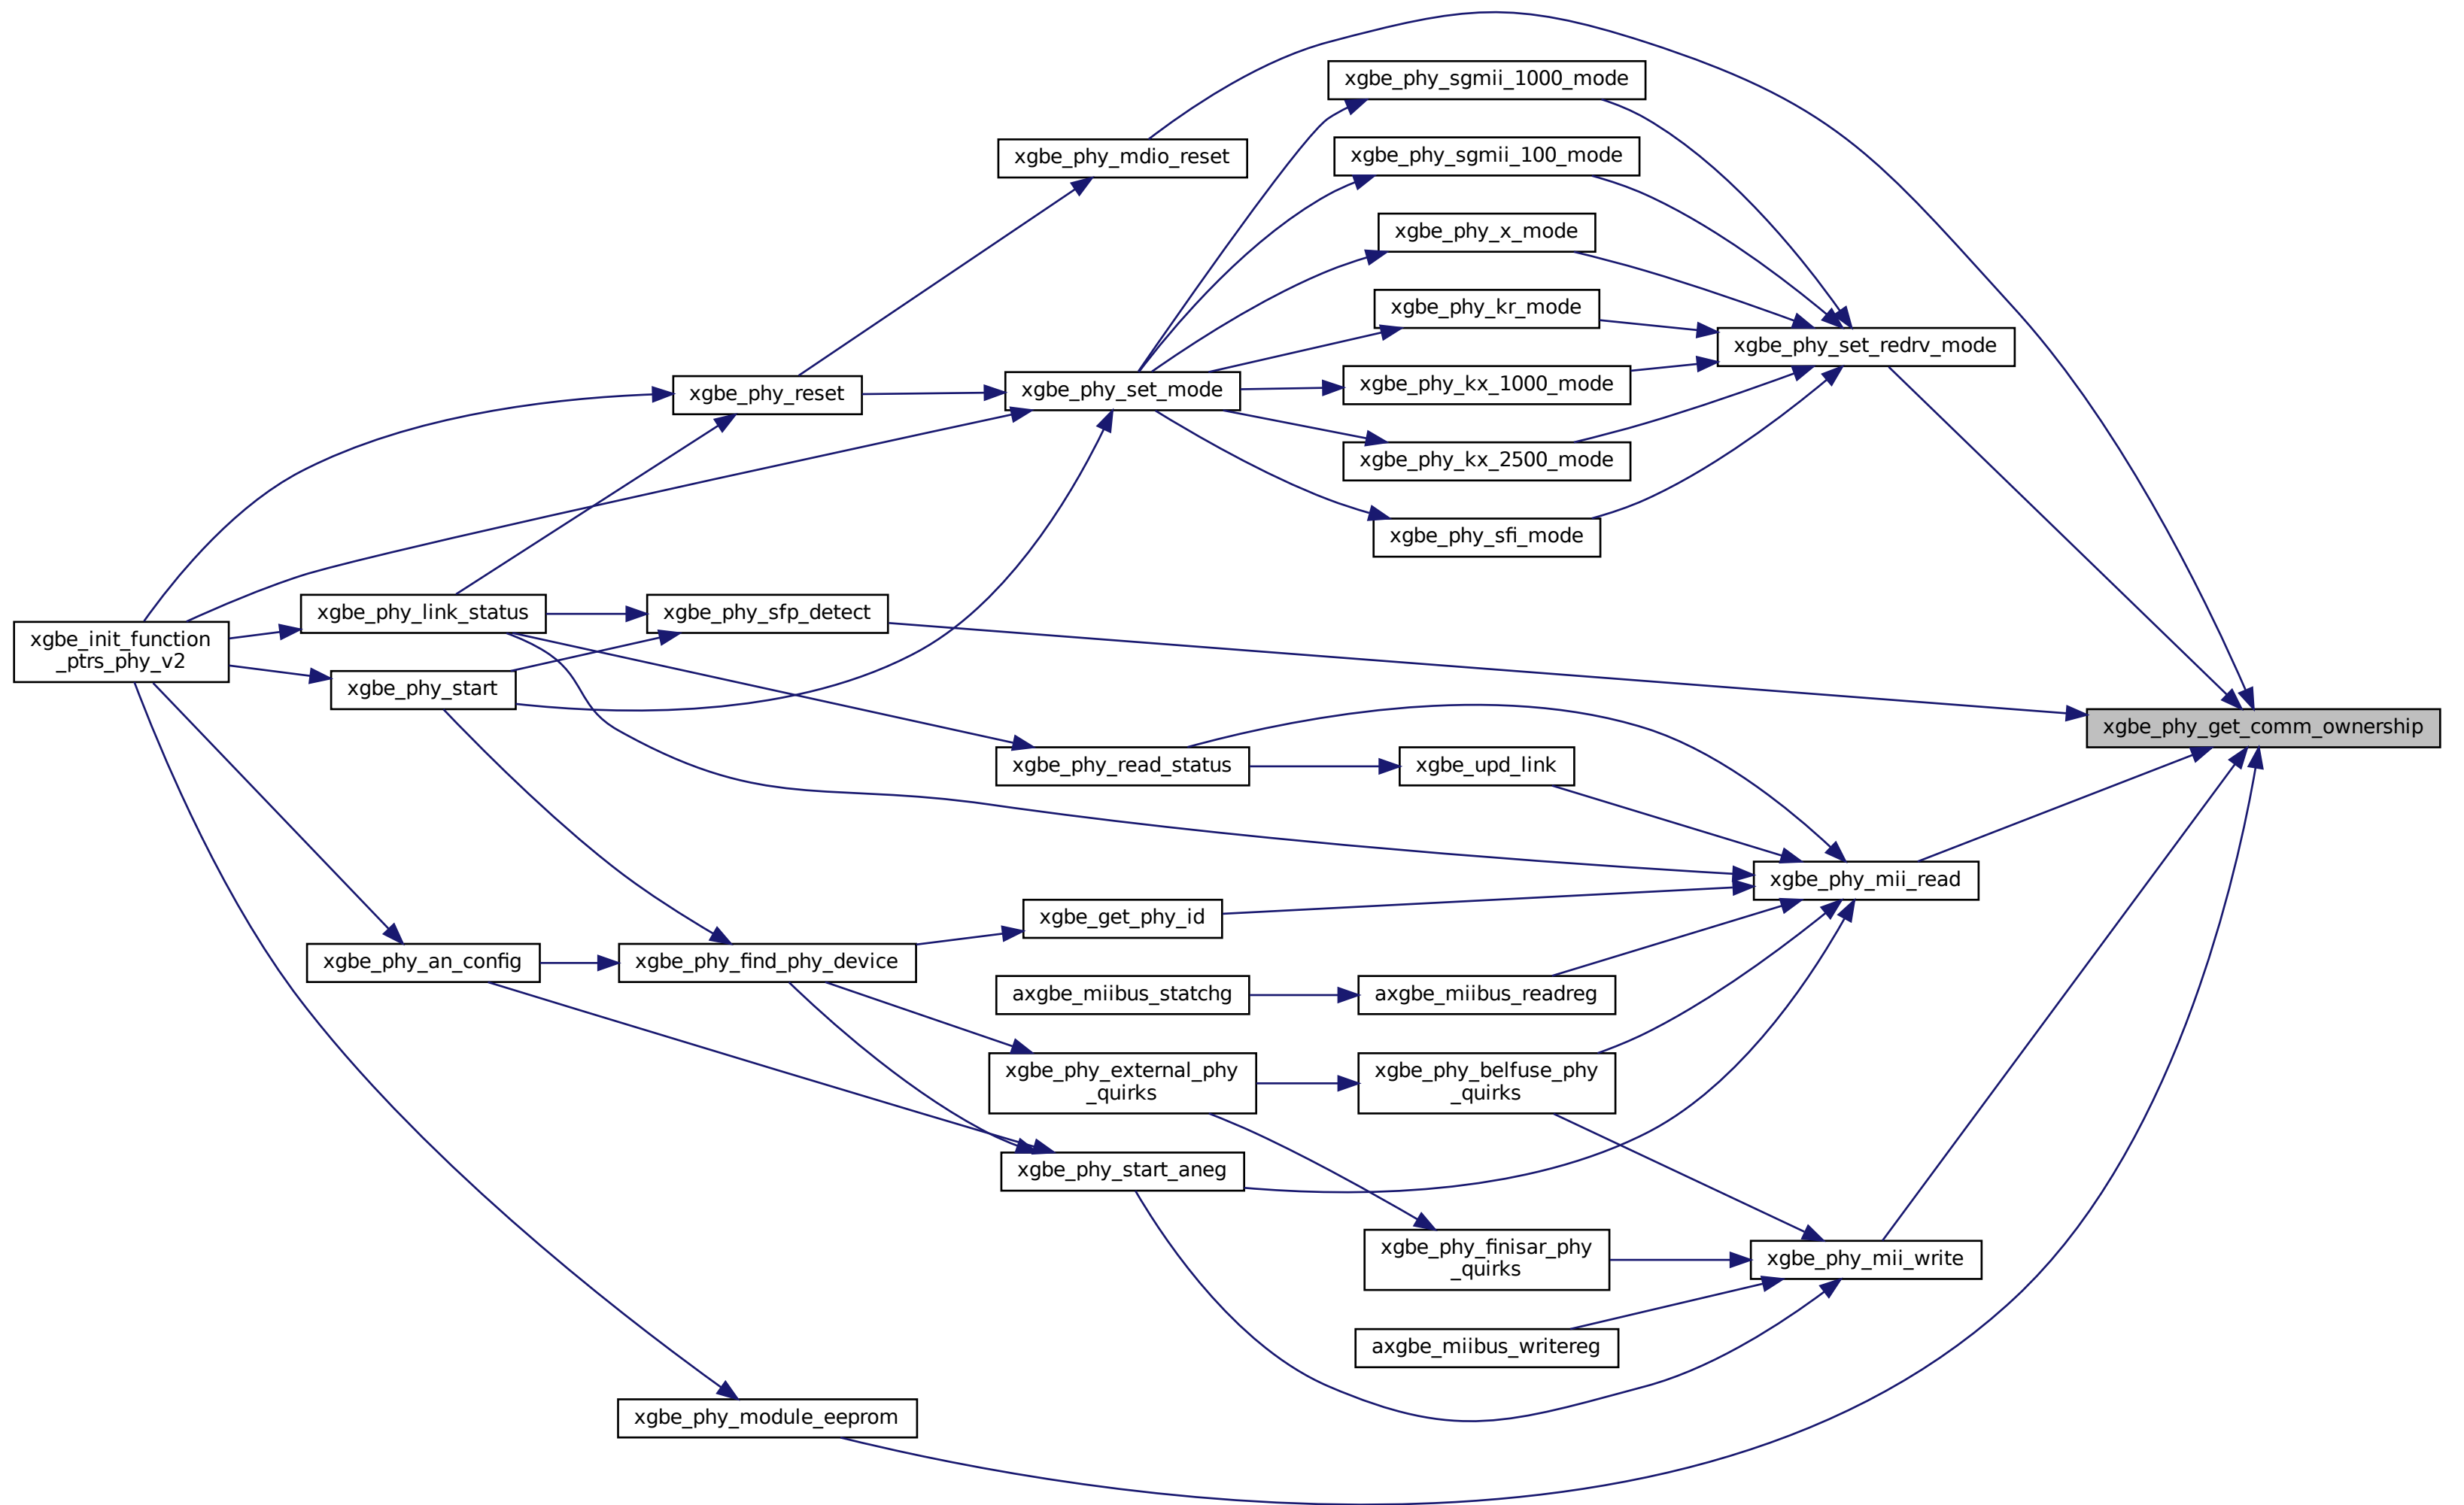 xgbe_phy_sgmii_1000_mode
xgbe_phy_mdio_reset
xgbe_phy_sgmii_100_mode
xgbe_phy_x_mode
xgbe_phy_kr_mode
xgbe_phy_set_redrv_mode
xgbe_phy_reset
xgbe_phy_set_mode
xgbe_phy_kx_1000_mode
xgbe_phy_kx_2500_mode
xgbe_phy_sfi_mode
xgbe_init_function
_ptrs_phy_v2
xgbe_phy_link_status
xgbe_phy_sfp_detect
xgbe_phy_start
xgbe_phy_get_comm_ownership
xgbe_phy_read_status
xgbe_upd_link
xgbe_phy_mii_read
xgbe_get_phy_id
xgbe_phy_an_config
xgbe_phy_find_phy_device
axgbe_miibus_statchg
axgbe_miibus_readreg
xgbe_phy_external_phy
_quirks
xgbe_phy_belfuse_phy
_quirks
xgbe_phy_start_aneg
xgbe_phy_finisar_phy
_quirks
xgbe_phy_mii_write
axgbe_miibus_writereg
xgbe_phy_module_eeprom